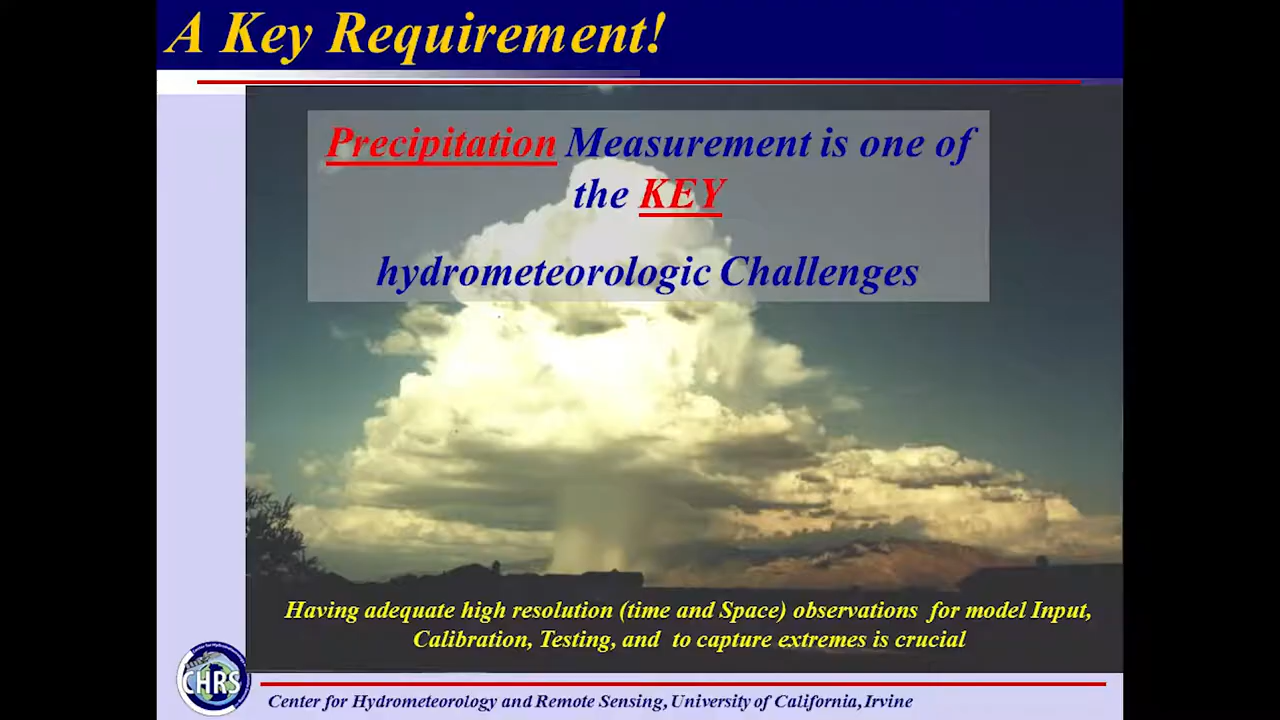 A Key Requirement!
Precipitation Measurement is one of
the KEY
hydrometeorologic Challenges
Having adequate high resolution (time and Space) observations for model Input,
Calibration, Testing, and to capture extremes is crucial
CHRS
Center for Hydrometeorology and Remote Sensing, University of California, Irvine